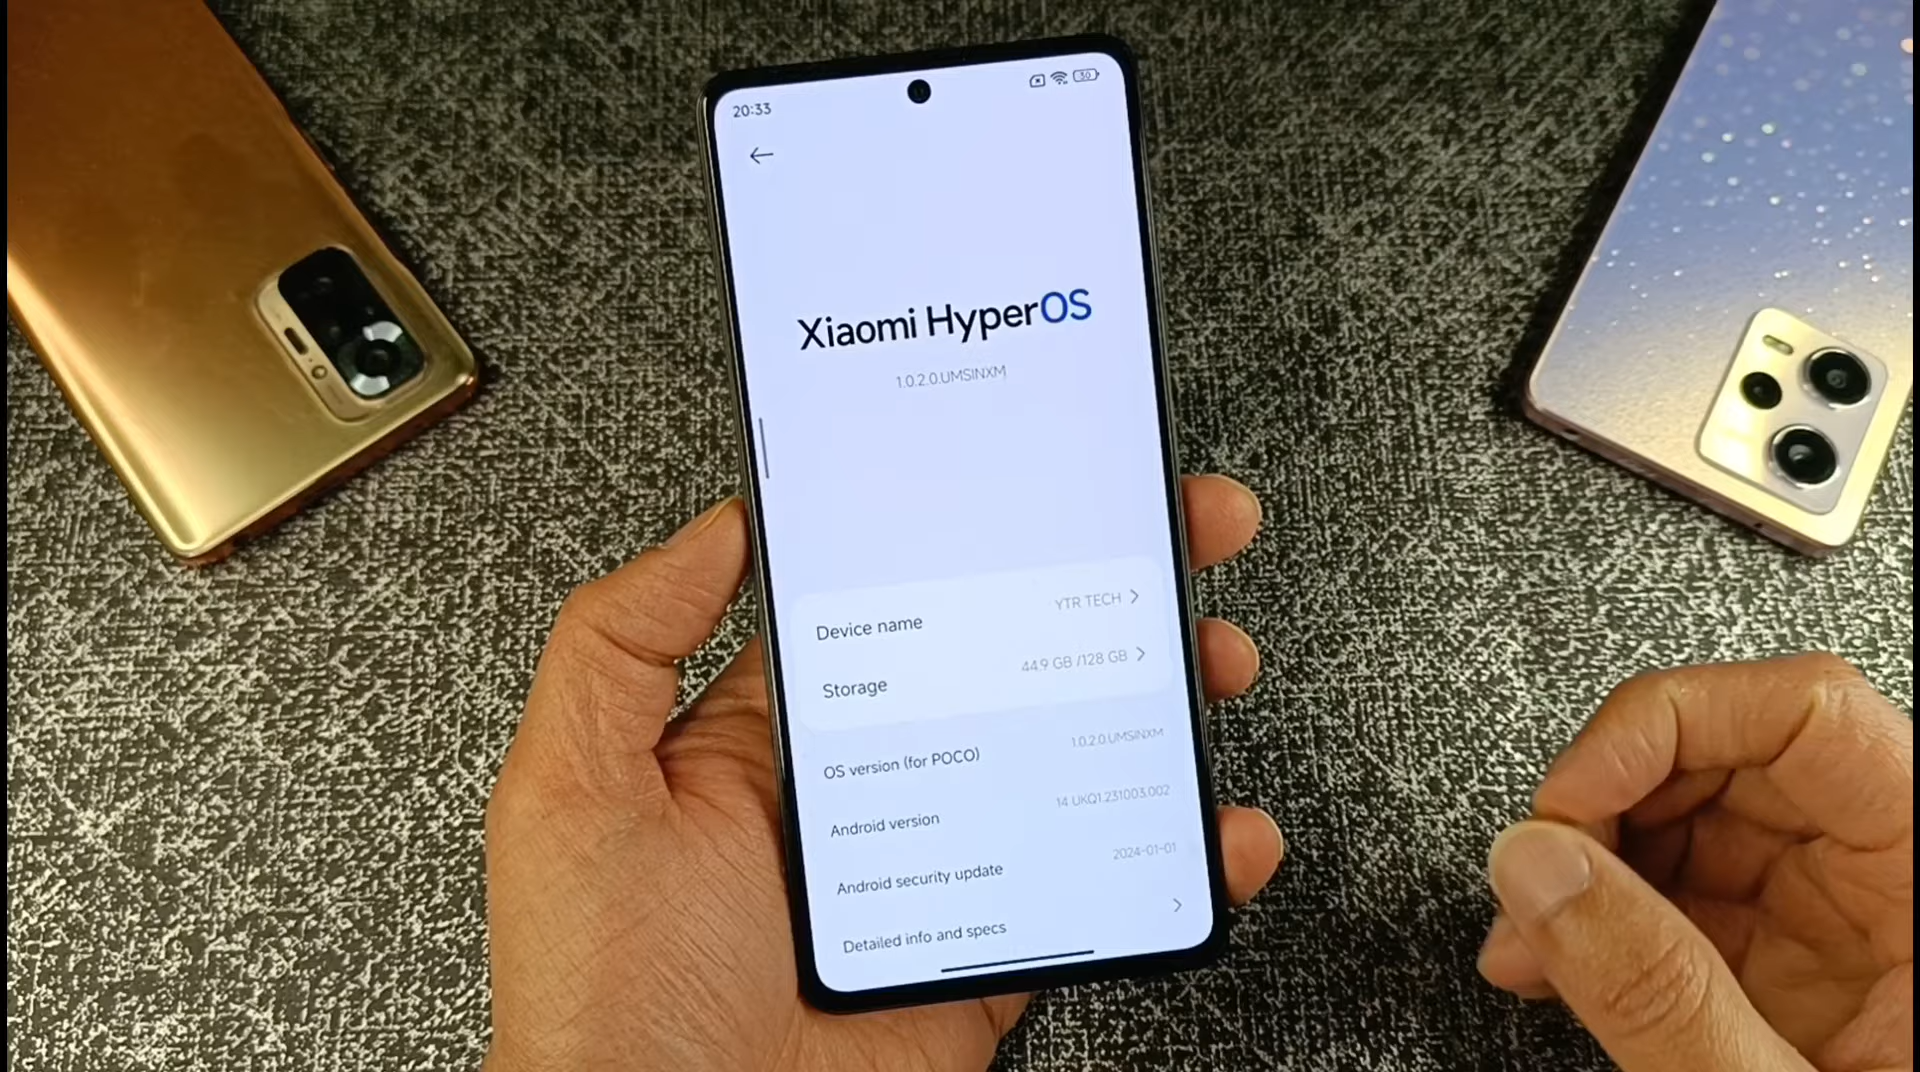 20:33
30
Xiaomi HyperOS
1.0.2.0.UMSINXM
Device name YTR TECH
Storage 44.9 GB /128 GB
OS version (for POCO) 1.0.2.0.UMSINXM
Android version 14 UKQ1.231003.002
Android security update 2024-01-01
Detailed info and specs